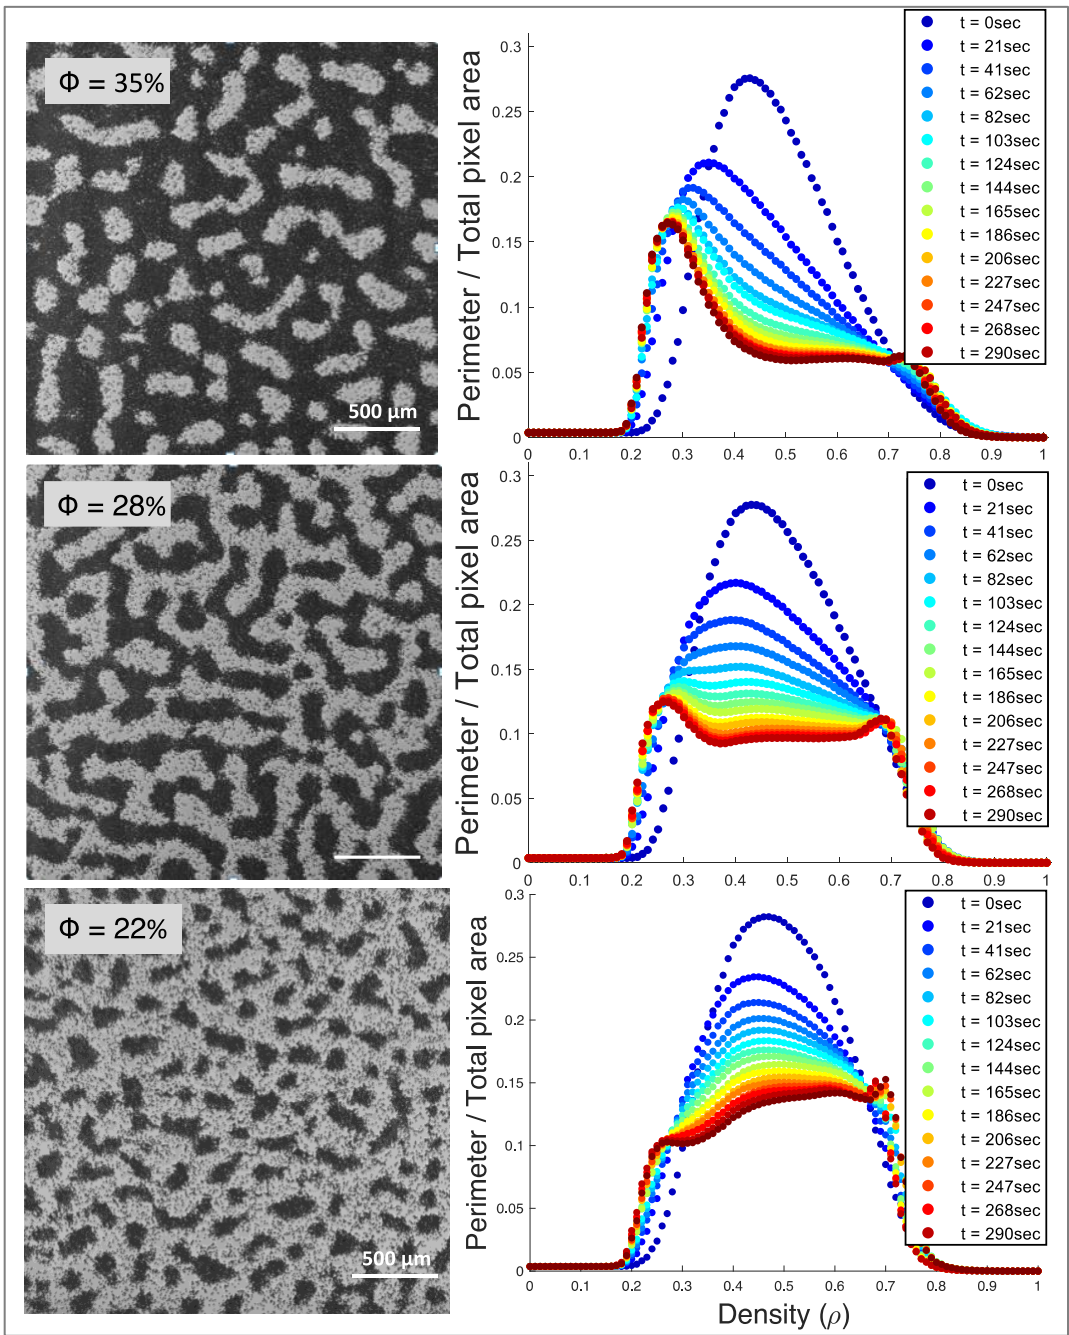 Φ = 35%
500 μm
Perimeter / Total pixel area
0.3
0.25
0.2
0.15
0.1
0.05
0
0 0.1 0.2 0.3 0.4 0.5 0.6 0.7 0.8 0.9 1
t = 0sec
t = 21sec
t = 41sec
t = 62sec
t = 82sec
t = 103sec
t = 124sec
t = 144sec
t = 165sec
t = 186sec
t = 206sec
t = 227sec
t = 247sec
t = 268sec
t = 290sec
Φ = 28%
Perimeter / Total pixel area
0.3
0.25
0.2
0.15
0.1
0.05
0
0 0.1 0.2 0.3 0.4 0.5 0.6 0.7 0.8 0.9 1
t = 0sec
t = 21sec
t = 41sec
t = 62sec
t = 82sec
t = 103sec
t = 124sec
t = 144sec
t = 165sec
t = 186sec
t = 206sec
t = 227sec
t = 247sec
t = 268sec
t = 290sec
Φ = 22%
500 μm
Perimeter / Total pixel area
0.3
0.25
0.2
0.15
0.1
0.05
0
0 0.1 0.2 0.3 0.4 0.5 0.6 0.7 0.8 0.9 1
Density (ρ)
t = 0sec
t = 21sec
t = 41sec
t = 62sec
t = 82sec
t = 103sec
t = 124sec
t = 144sec
t = 165sec
t = 186sec
t = 206sec
t = 227sec
t = 247sec
t = 268sec
t = 290sec